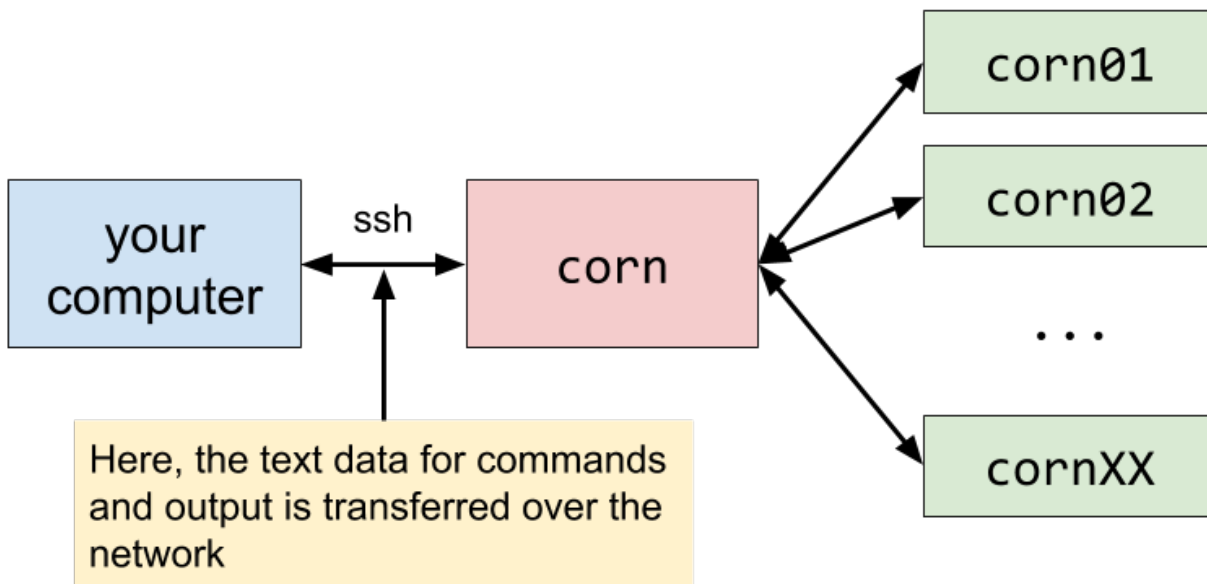 your
computer
ssh
corn
corn01
corn02
...
cornXX
Here, the text data for commands
and output is transferred over the
network